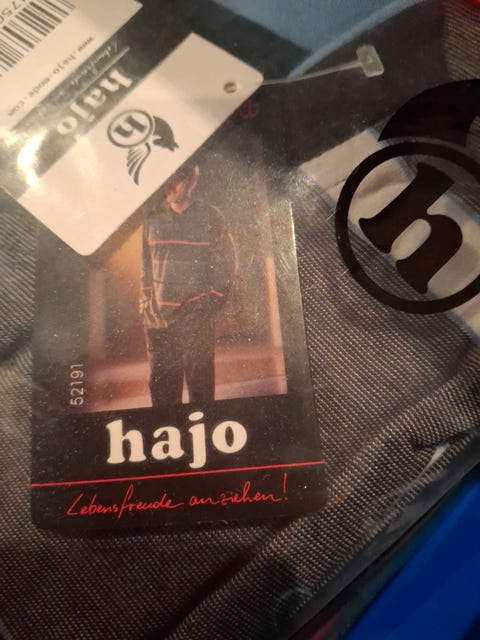 www.hajo-mode.com
hajo
h
h
52191
hajo
Lebensfreude anziehen!